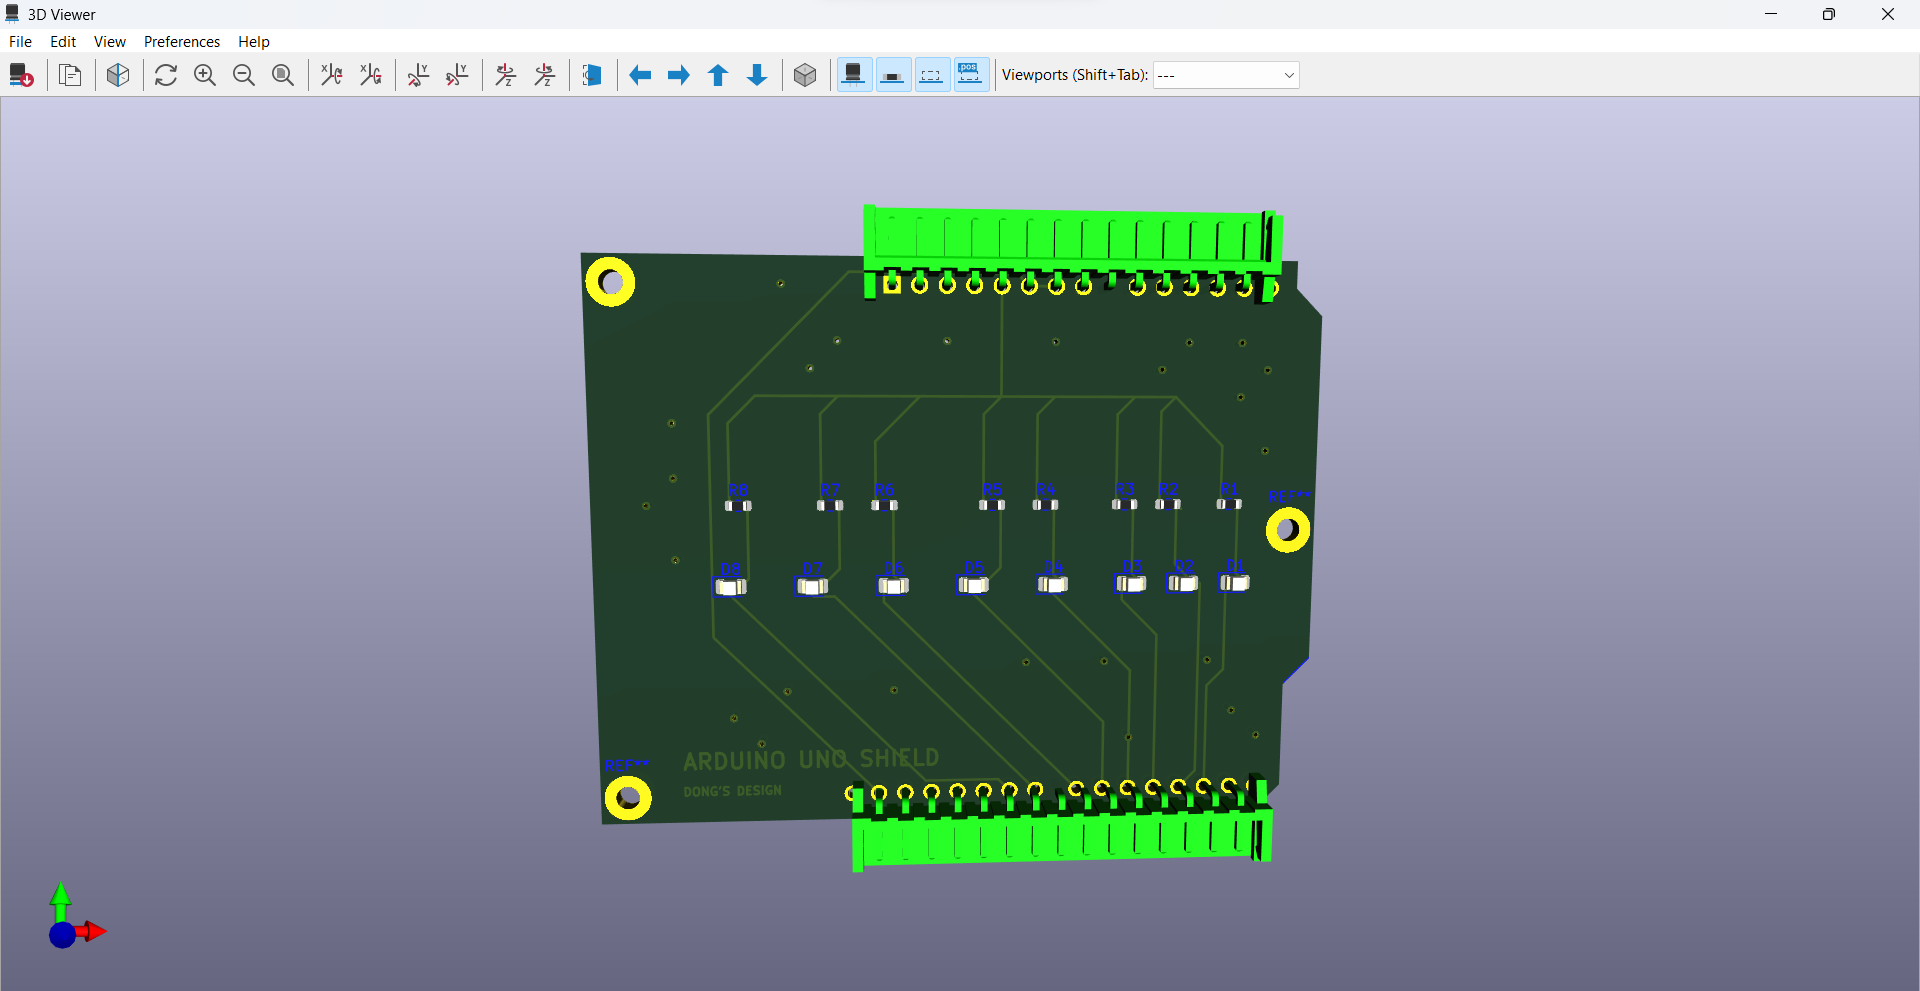 3D Viewer
File Edit View Preferences Help
Viewports (Shift+Tab): ---
R8 R7 R6 R5 R4 R3 R2 R1 REF**
D8 D7 D6 D5 D4 D3 D2 D1
REF**
ARDUINO UNO SHIELD
DONG'S DESIGN